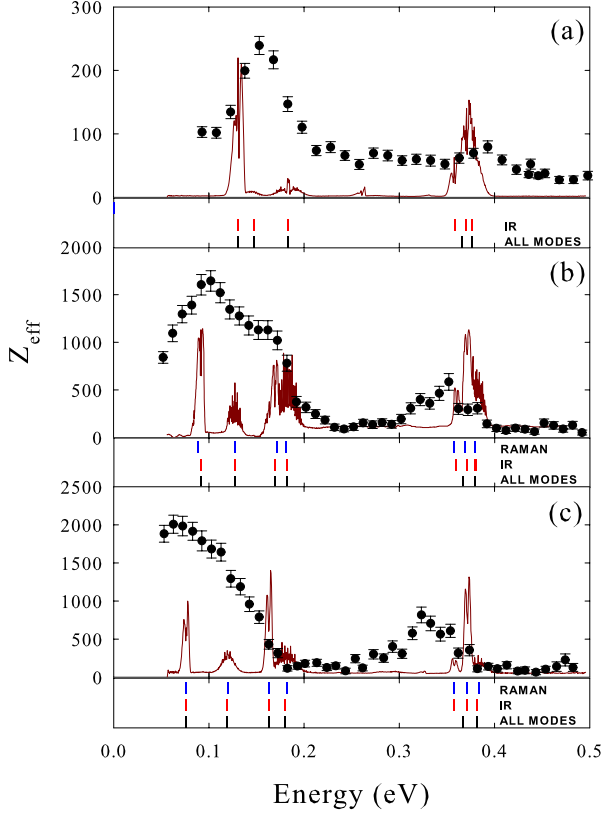 300
(a)
200
100
0
IR
ALL MODES
2000
(b)
1500
1000
500
0
Z_eff
RAMAN
IR
ALL MODES
2500
(c)
2000
1500
1000
500
0
RAMAN
IR
ALL MODES
0.0 0.1 0.2 0.3 0.4 0.5
Energy (eV)